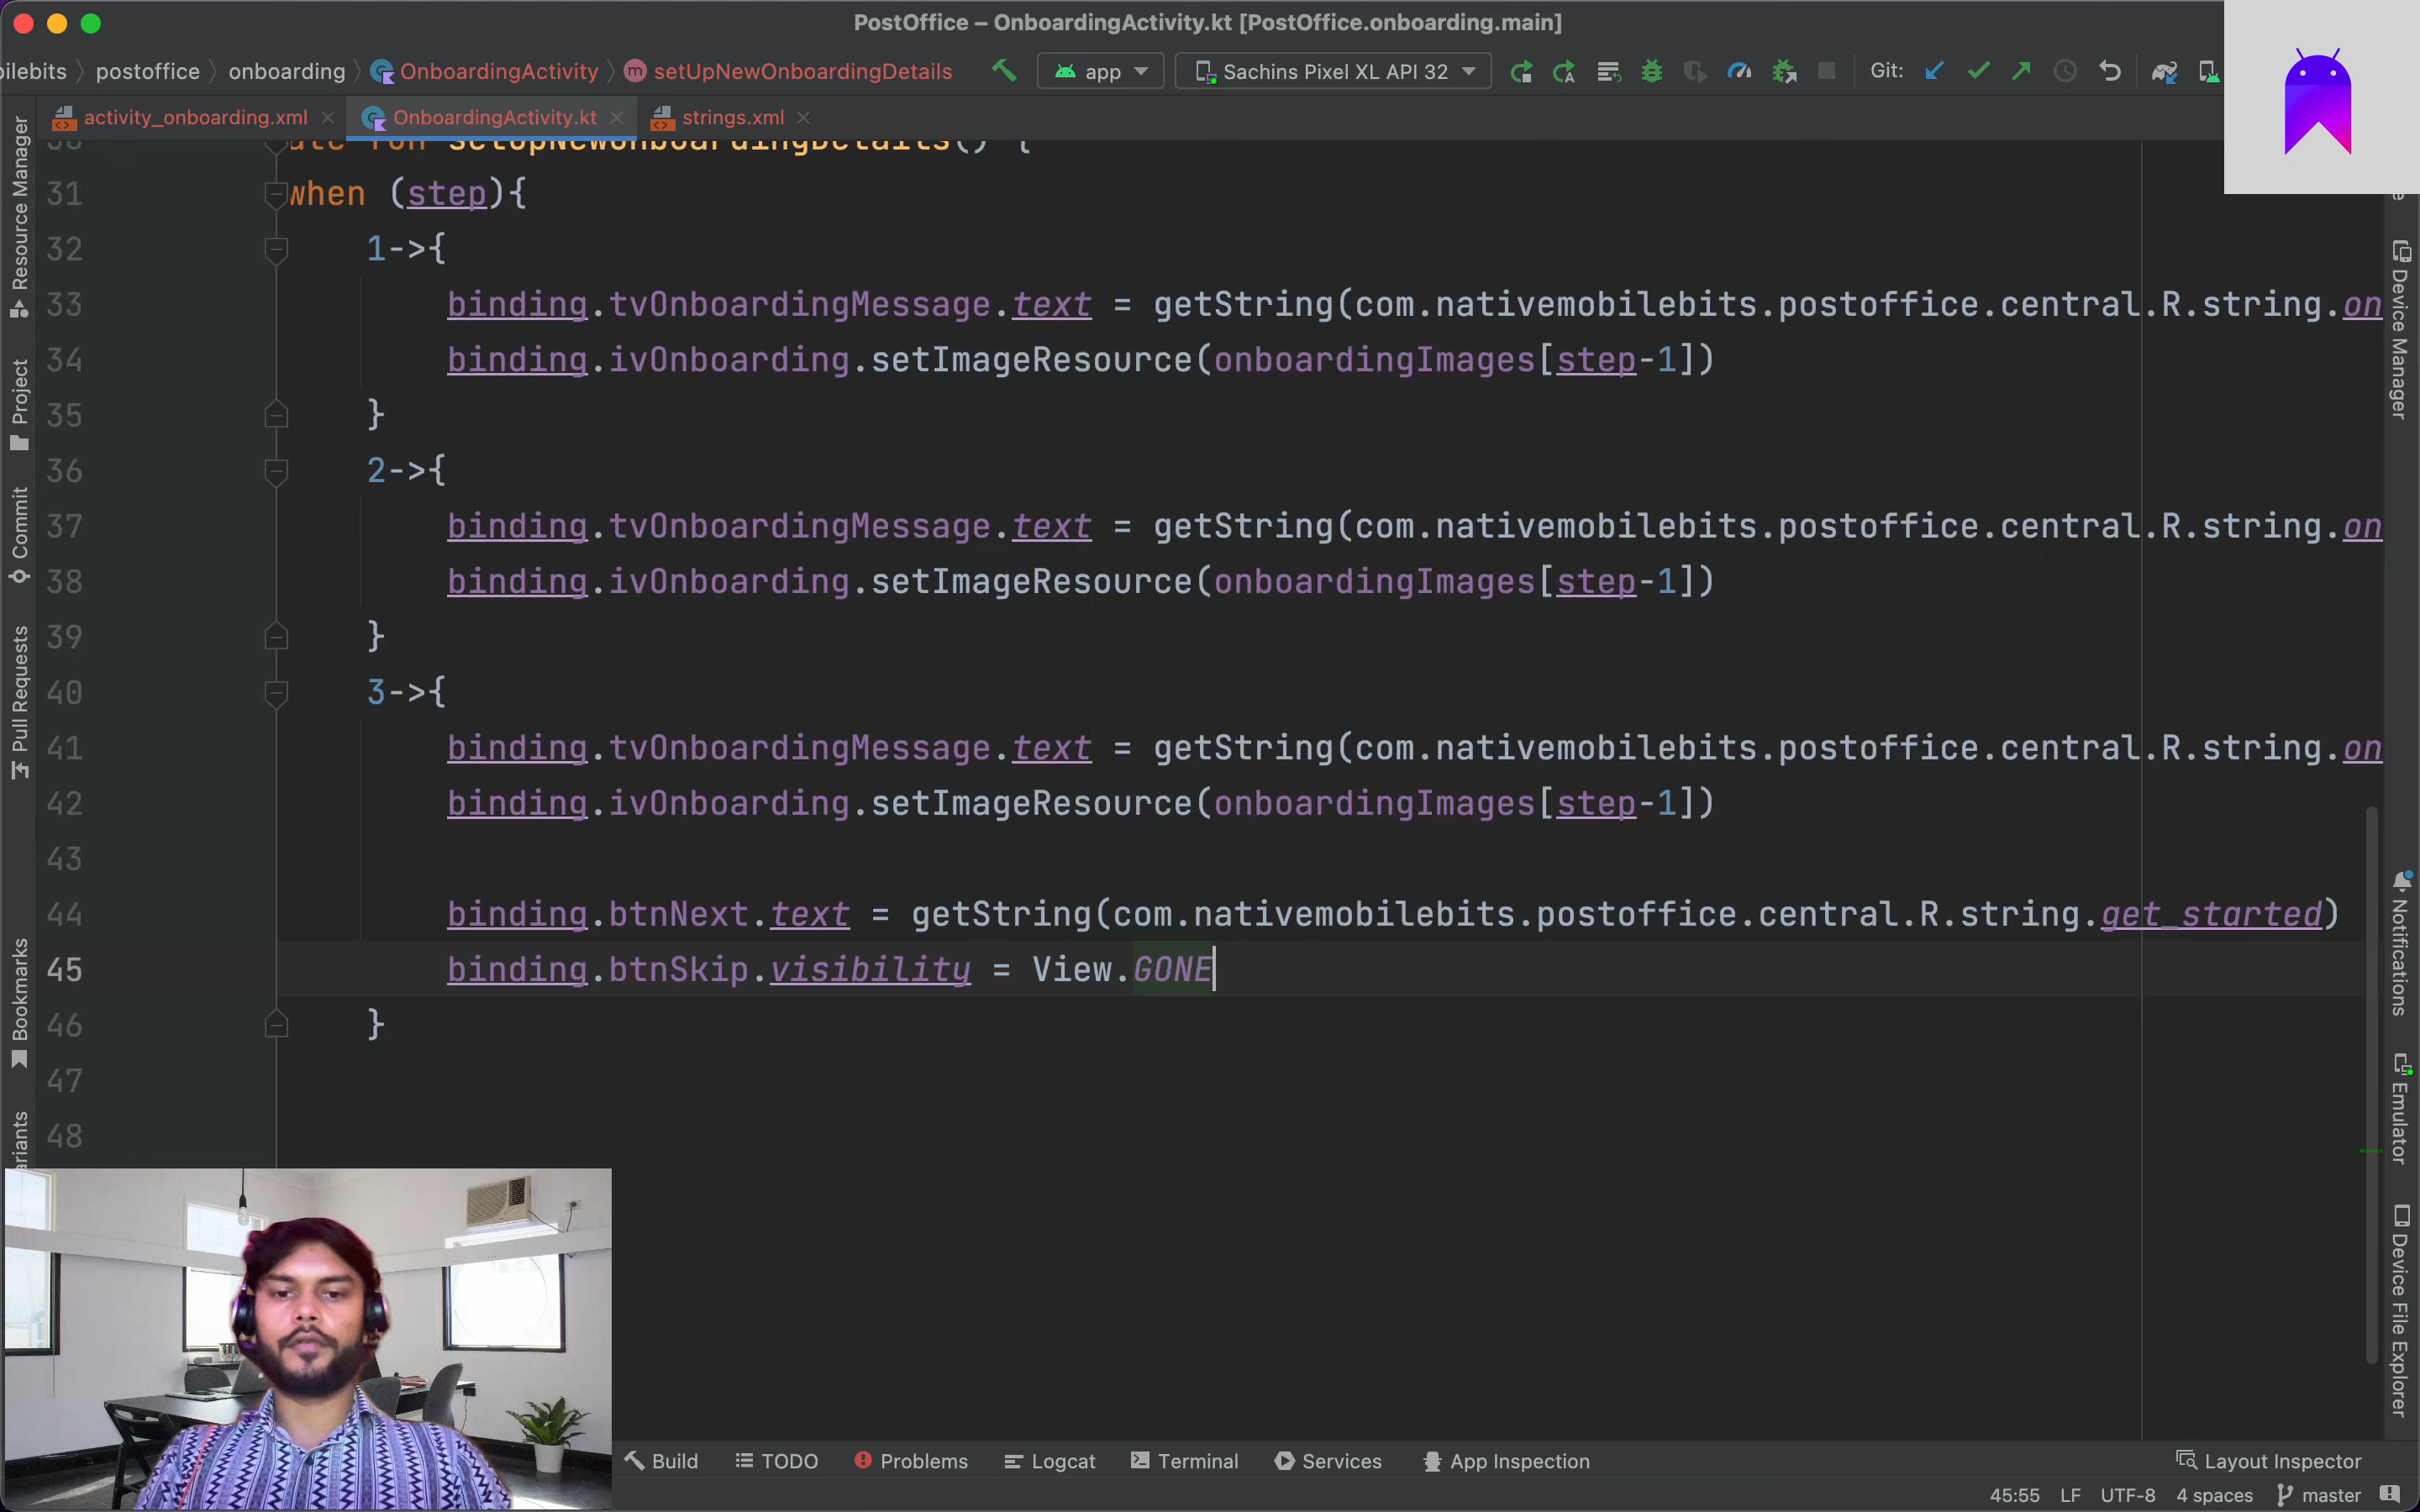 PostOffice – OnboardingActivity.kt [PostOffice.onboarding.main]
ilebits postoffice onboarding OnboardingActivity setUpNewOnboardingDetails app Sachins Pixel XL API 32 Git:
activity_onboarding.xml OnboardingActivity.kt strings.xml
setUpNewOnboardingDetails() {
31 when (step){
32 1->{
33 binding.tvOnboardingMessage.text = getString(com.nativemobilebits.postoffice.central.R.string.on
34 binding.ivOnboarding.setImageResource(onboardingImages[step-1])
35 }
36 2->{
37 binding.tvOnboardingMessage.text = getString(com.nativemobilebits.postoffice.central.R.string.on
38 binding.ivOnboarding.setImageResource(onboardingImages[step-1])
39 }
40 3->{
41 binding.tvOnboardingMessage.text = getString(com.nativemobilebits.postoffice.central.R.string.on
42 binding.ivOnboarding.setImageResource(onboardingImages[step-1])
43
44 binding.btnNext.text = getString(com.nativemobilebits.postoffice.central.R.string.get_started)
45 binding.btnSkip.visibility = View.GONE
46 }
47
48
Resource Manager
Project
Commit
Pull Requests
Bookmarks
ariants
Device Manager
Notifications
Emulator
Device File Explorer
Build TODO Problems Logcat Terminal Services App Inspection Layout Inspector
45:55 LF UTF-8 4 spaces master